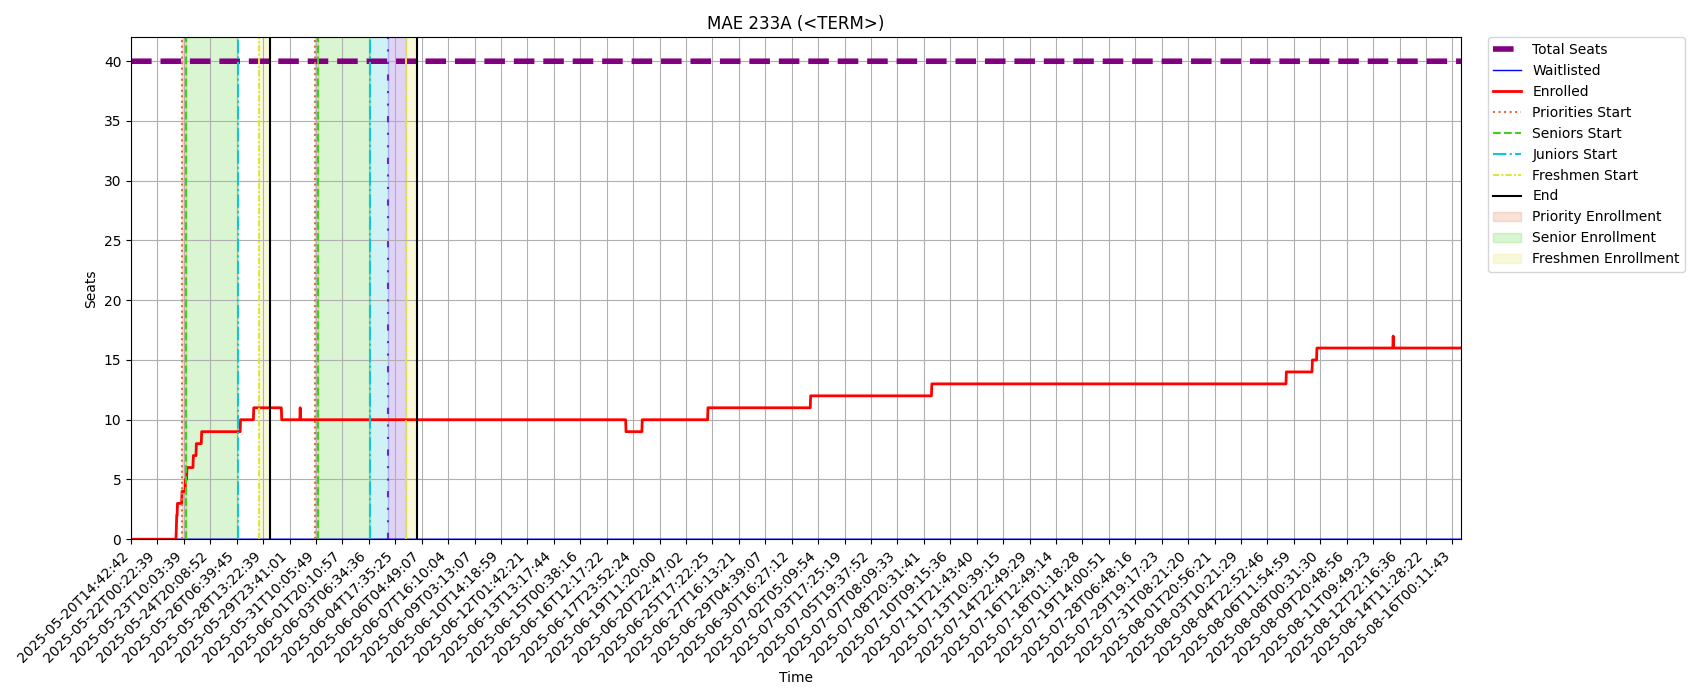 MAE 233A (<TERM>)
Total Seats
Waitlisted
Enrolled
Priorities Start
Seniors Start
Juniors Start
Freshmen Start
End
Priority Enrollment
Senior Enrollment
Freshmen Enrollment
Seats
40
35
30
25
20
15
10
5
0
2025-05-20T14:42:42
2025-05-22T00:22:39
2025-05-23T10:03:39
2025-05-24T20:08:52
2025-05-26T06:39:45
2025-05-28T13:22:39
2025-05-29T23:41:01
2025-05-31T10:05:49
2025-06-01T20:10:57
2025-06-03T06:34:36
2025-06-04T17:35:25
2025-06-06T04:49:07
2025-06-07T16:10:04
2025-06-09T03:13:07
2025-06-10T14:18:59
2025-06-12T01:42:21
2025-06-13T13:17:44
2025-06-15T00:38:16
2025-06-16T12:17:22
2025-06-17T23:52:24
2025-06-19T11:20:00
2025-06-20T22:47:02
2025-06-25T17:22:25
2025-06-27T16:13:21
2025-06-29T04:39:07
2025-06-30T16:27:12
2025-07-02T05:09:54
2025-07-03T17:25:19
2025-07-05T19:37:52
2025-07-07T08:09:33
2025-07-08T20:31:41
2025-07-10T09:15:36
2025-07-11T11:43:40
2025-07-13T10:39:15
2025-07-14T22:49:29
2025-07-16T12:49:14
2025-07-18T01:18:28
2025-07-19T14:00:51
2025-07-28T06:48:16
2025-07-29T19:17:23
2025-07-31T08:21:20
2025-08-01T20:56:21
2025-08-03T10:21:29
2025-08-04T22:52:46
2025-08-06T11:54:59
2025-08-08T00:31:30
2025-08-09T20:48:56
2025-08-11T09:49:23
2025-08-12T22:16:36
2025-08-14T11:28:22
2025-08-16T00:11:43
Time